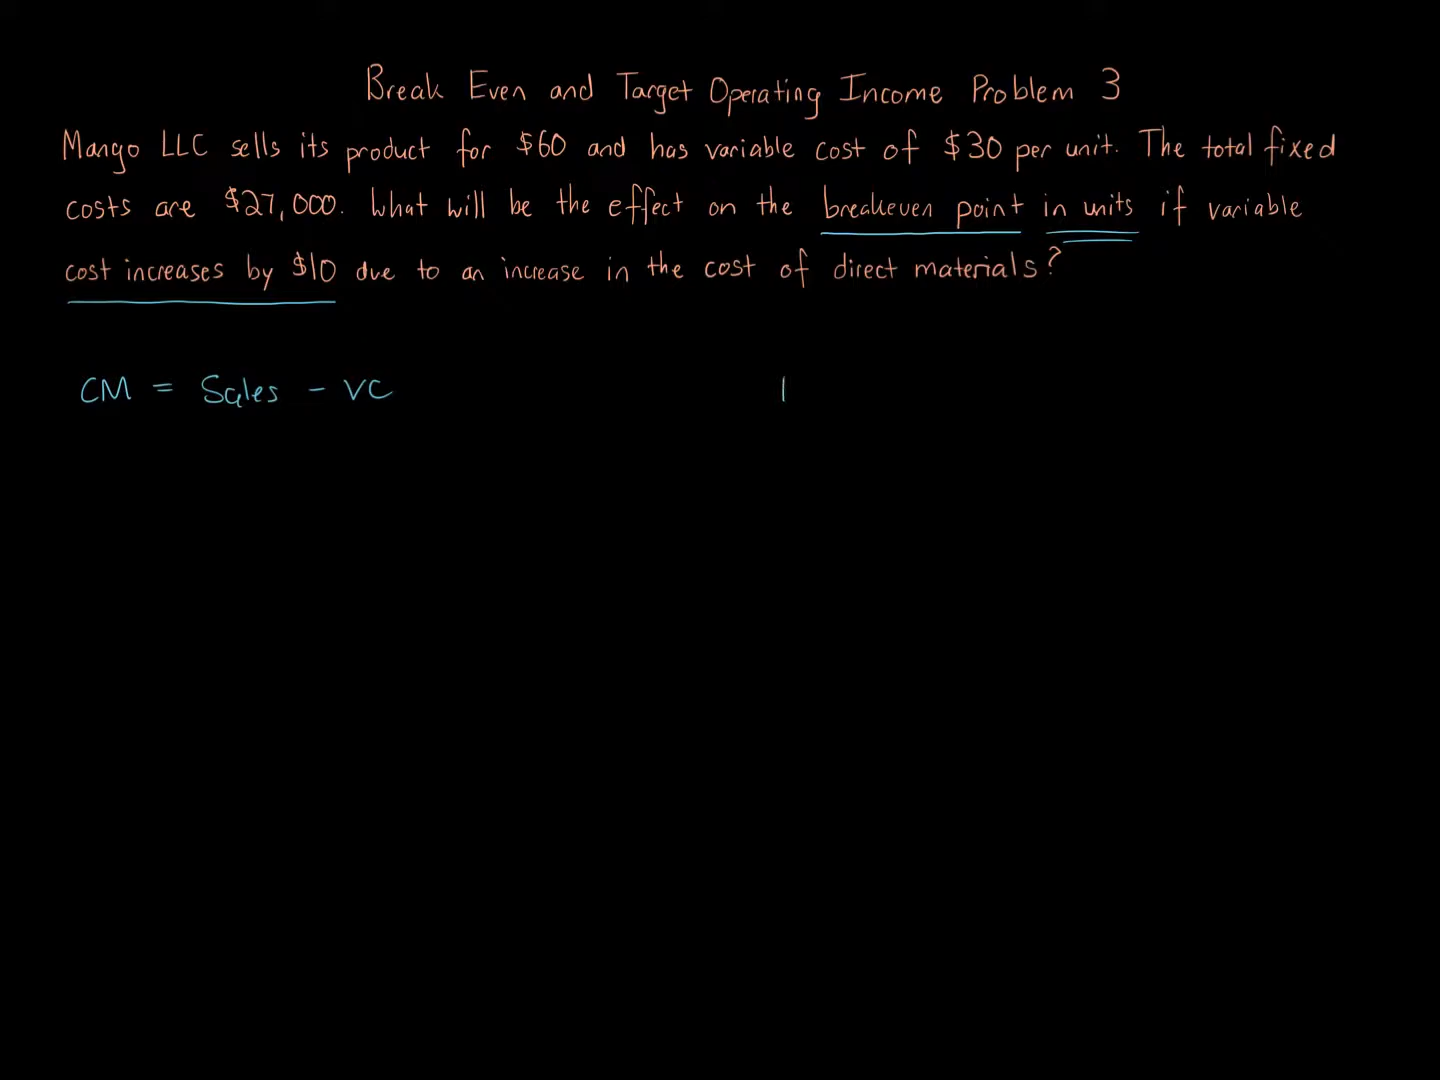 Break Even and Target Operating Income Problem 3
Mango LLC sells its product for $60 and has variable cost of $30 per unit. The total fixed
costs are $27,000. What will be the effect on the breakeven point in units if variable
cost increases by $10 due to an increase in the cost of direct materials?
CM = Sales - VC